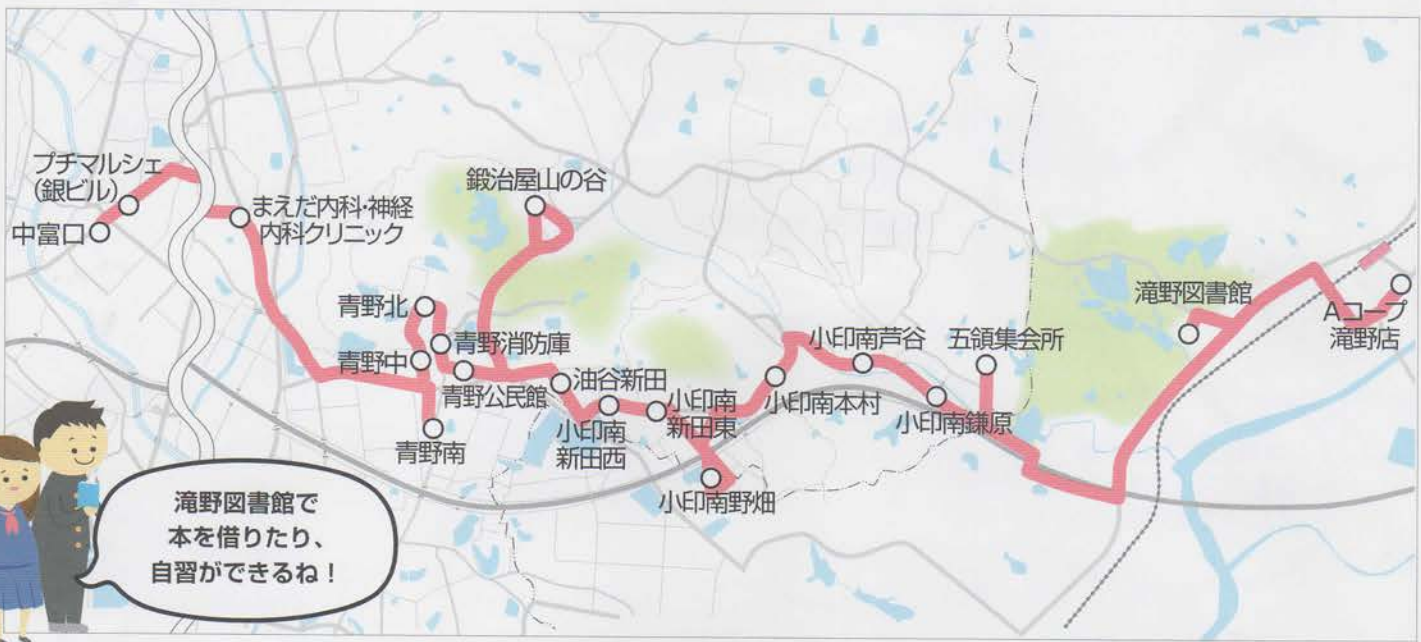 プチマルシェ
(銀ビル)
中富口
まえだ内科・神経
内科クリニック
鍛治屋山の谷
青野北
青野中
青野消防庫
青野公民館
青野南
油谷新田
小印南
新田西
小印南
新田東
小印南野畑
小印南本村
小印南芦谷
小印南鎌原
五領集会所
滝野図書館
Aコープ
滝野店
滝野図書館で
本を借りたり、
自習ができるね！